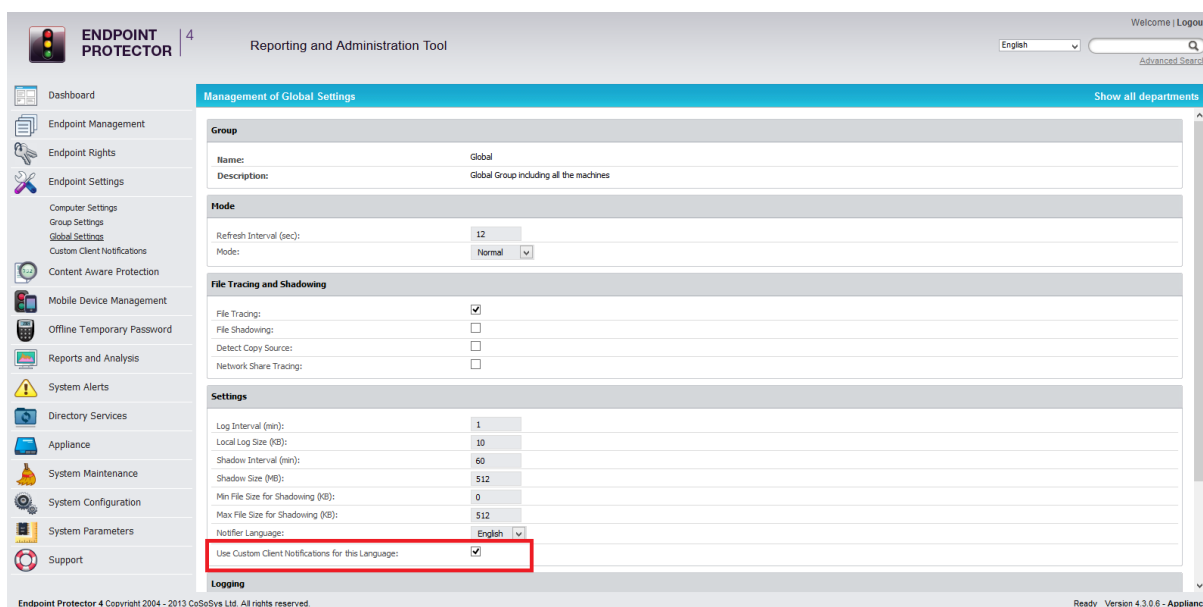 Welcome | Logou
ENDPOINT PROTECTOR 4
Reporting and Administration Tool
English
Advanced Search
Dashboard
Endpoint Management
Endpoint Rights
Endpoint Settings
Computer Settings
Group Settings
Global Settings
Custom Client Notifications
Content Aware Protection
Mobile Device Management
Offline Temporary Password
Reports and Analysis
System Alerts
Directory Services
Appliance
System Maintenance
System Configuration
System Parameters
Support
Management of Global Settings Show all departments
Group
Name: Global
Description: Global Group including all the machines
Mode
Refresh Interval (sec): 12
Mode: Normal
File Tracing and Shadowing
File Tracing:
File Shadowing:
Detect Copy Source:
Network Share Tracing:
Settings
Log Interval (min): 1
Local Log Size (KB): 10
Shadow Interval (min): 60
Shadow Size (MB): 512
Min File Size for Shadowing (KB): 0
Max File Size for Shadowing (KB): 512
Notifier Language: English
Use Custom Client Notifications for this Language:
Logging
Endpoint Protector 4 Copyright 2004 - 2013 CoSoSys Ltd. All rights reserved. Ready Version 4.3.0.6 - Applianc